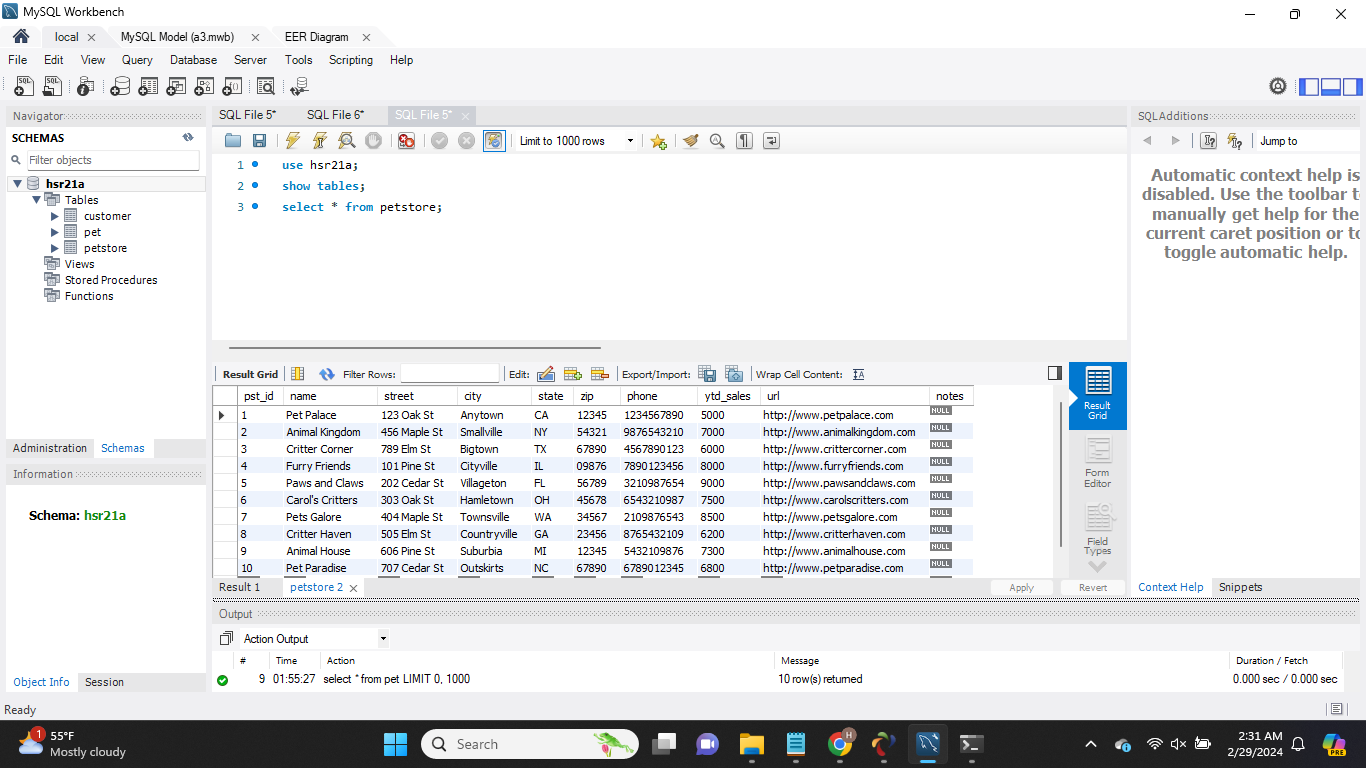 MySQL Workbench
local MySQL Model (a3.mwb) EER Diagram
File Edit View Query Database Server Tools Scripting Help
Navigator SQL File 5* SQL File 6* SQL File 5* SQLAdditions
SCHEMAS Limit to 1000 rows Jump to
Filter objects
1 use hsr21a;
2 show tables;
3 select * from petstore;
hsr21a
Tables
customer
pet
petstore
Views
Stored Procedures
Functions
Automatic context help is
disabled. Use the toolbar t
manually get help for the
current caret position or to
toggle automatic help.
Result Grid Filter Rows: Edit: Export/Import: Wrap Cell Content:
pst_id name street city state zip phone ytd_sales url notes
1 Pet Palace 123 Oak St Anytown CA 12345 1234567890 5000 http://www.petpalace.com NULL
2 Animal Kingdom 456 Maple St Smallville NY 54321 9876543210 7000 http://www.animalkingdom.com NULL
3 Critter Corner 789 Elm St Bigtown TX 67890 4567890123 6000 http://www.crittercorner.com NULL
4 Furry Friends 101 Pine St Cityville IL 09876 7890123456 8000 http://www.furryfriends.com NULL
5 Paws and Claws 202 Cedar St Villageton FL 56789 3210987654 9000 http://www.pawsandclaws.com NULL
6 Carol's Critters 303 Oak St Hamletown OH 45678 6543210987 7500 http://www.carolscritters.com NULL
7 Pets Galore 404 Maple St Townsville WA 34567 2109876543 8500 http://www.petsgalore.com NULL
8 Critter Haven 505 Elm St Countryville GA 23456 8765432109 6200 http://www.critterhaven.com NULL
9 Animal House 606 Pine St Suburbia MI 12345 5432109876 7300 http://www.animalhouse.com NULL
10 Pet Paradise 707 Cedar St Outskirts NC 67890 6789012345 6800 http://www.petparadise.com NULL
Result
Grid
Form
Editor
Field
Types
Administration Schemas
Information
Schema: hsr21a
Result 1 petstore 2 Apply Revert Context Help Snippets
Output
Action Output
# Time Action Message Duration / Fetch
9 01:55:27 select * from pet LIMIT 0, 1000 10 row(s) returned 0.000 sec / 0.000 sec
Object Info Session
Ready
1 55°F
Mostly cloudy
Search
H
2:31 AM
2/29/2024
PRE